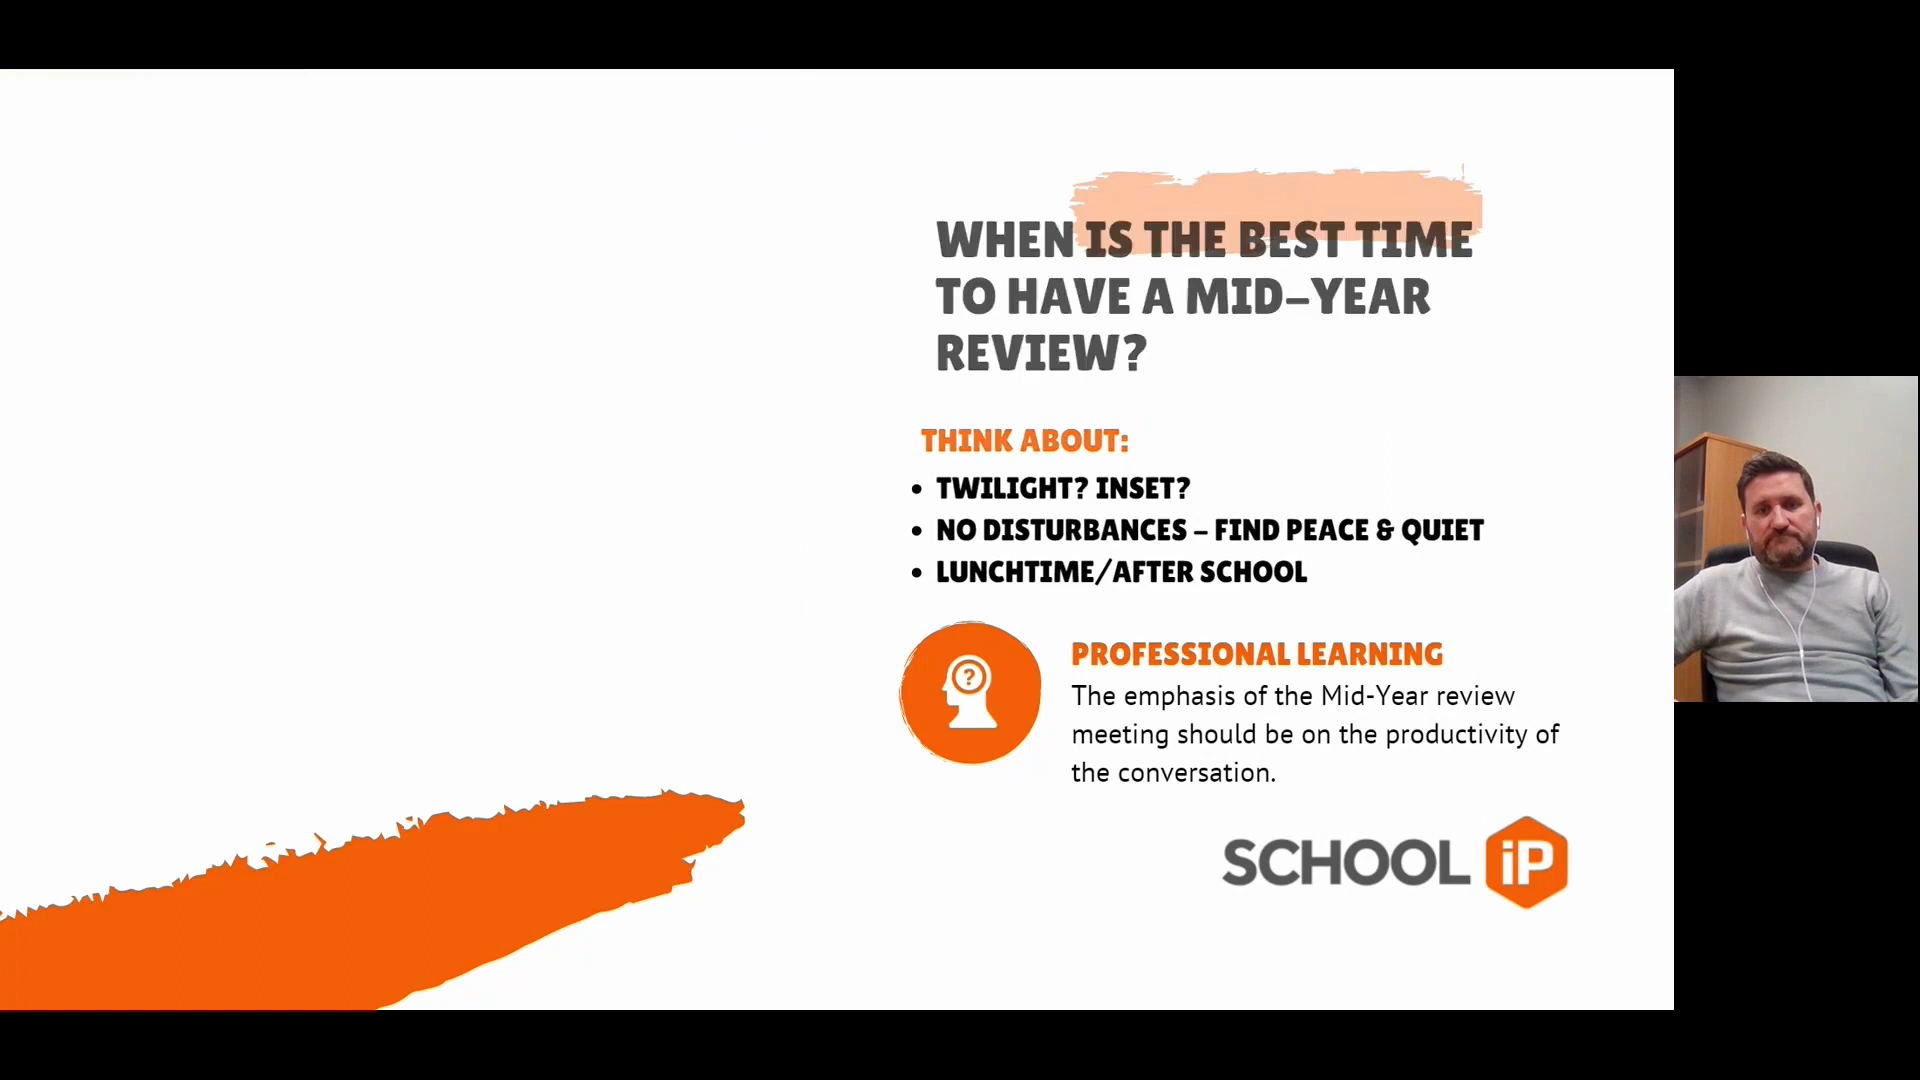 WHEN IS THE BEST TIME
TO HAVE A MID-YEAR
REVIEW?
THINK ABOUT:
• TWILIGHT? INSET?
• NO DISTURBANCES - FIND PEACE & QUIET
• LUNCHTIME/AFTER SCHOOL
?
PROFESSIONAL LEARNING
The emphasis of the Mid-Year review
meeting should be on the productivity of
the conversation.
SCHOOL iP